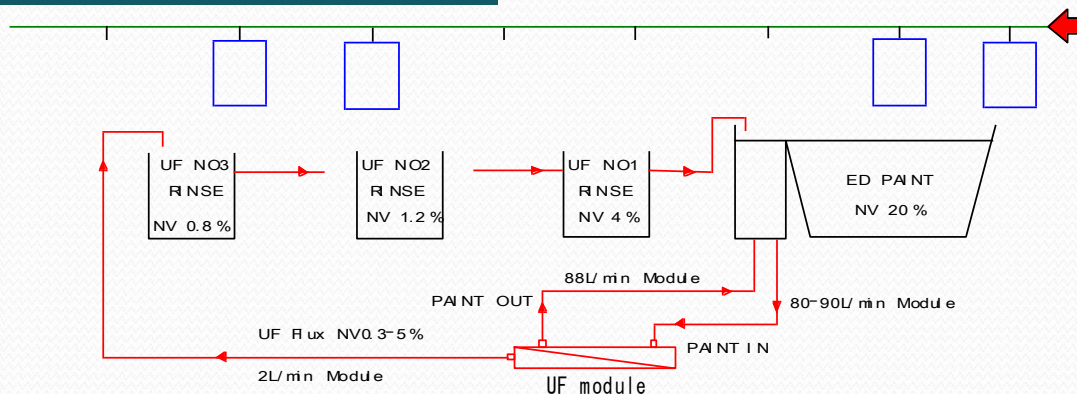 UF NO3
RINSE
NV 0.8%
UF NO2
RINSE
NV 1.2%
UF NO1
RINSE
NV 4%
ED PAINT
NV 20%
88L/min Module
PAINT OUT
80-90L/min Module
UF Flux NV0.3-5%
PAINT IN
2L/min Module
UF module